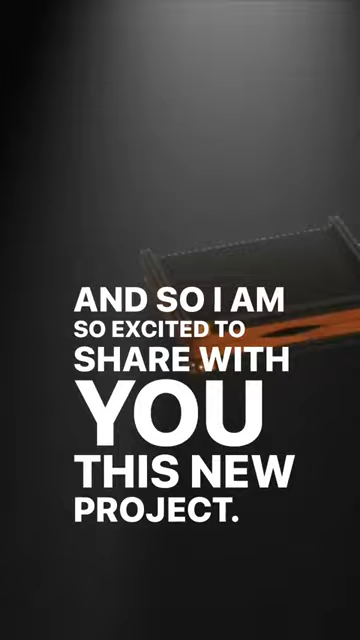 AND SO I AM
SO EXCITED TO
SHARE WITH
YOU
THIS NEW
PROJECT.